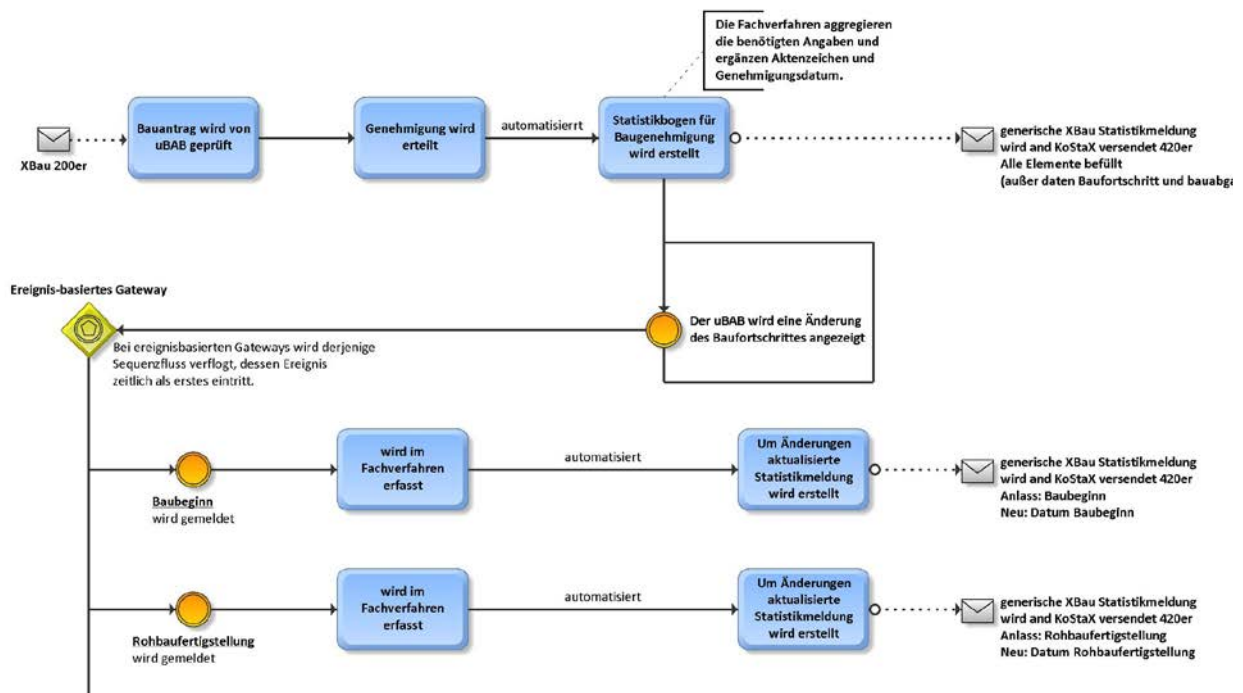 Die Fachverfahren aggregieren
die benötigten Angaben und
ergänzen Aktenzeichen und
Genehmigungsdatum.
XBau 200er
Bauantrag wird von
uBAB geprüft
Genehmigung wird
erteilt
automatisierrt
Statistikbogen für
Baugenehmigung
wird erstellt
generische XBau Statistikmeldung
wird and KoStaX versendet 420er
Alle Elemente befüllt
(außer daten Baufortschritt und bauabga
Ereignis-basiertes Gateway
Bei ereignisbasierten Gateways wird derjenige
Sequenzfluss verflogt, dessen Ereignis
zeitlich als erstes eintritt.
Der uBAB wird eine Änderung
des Baufortschrittes angezeigt
Baubeginn
wird gemeldet
wird im
Fachverfahren
erfasst
automatisiert
Um Änderungen
aktualisierte
Statistikmeldung
wird erstellt
generische XBau Statistikmeldung
wird and KoStaX versendet 420er
Anlass: Baubeginn
Neu: Datum Baubeginn
Rohbaufertigstellung
wird gemeldet
wird im
Fachverfahren
erfasst
automatisiert
Um Änderungen
aktualisierte
Statistikmeldung
wird erstellt
generische XBau Statistikmeldung
wird and KoStaX versendet 420er
Anlass: Rohbaufertigstellung
Neu: Datum Rohbaufertigstellung